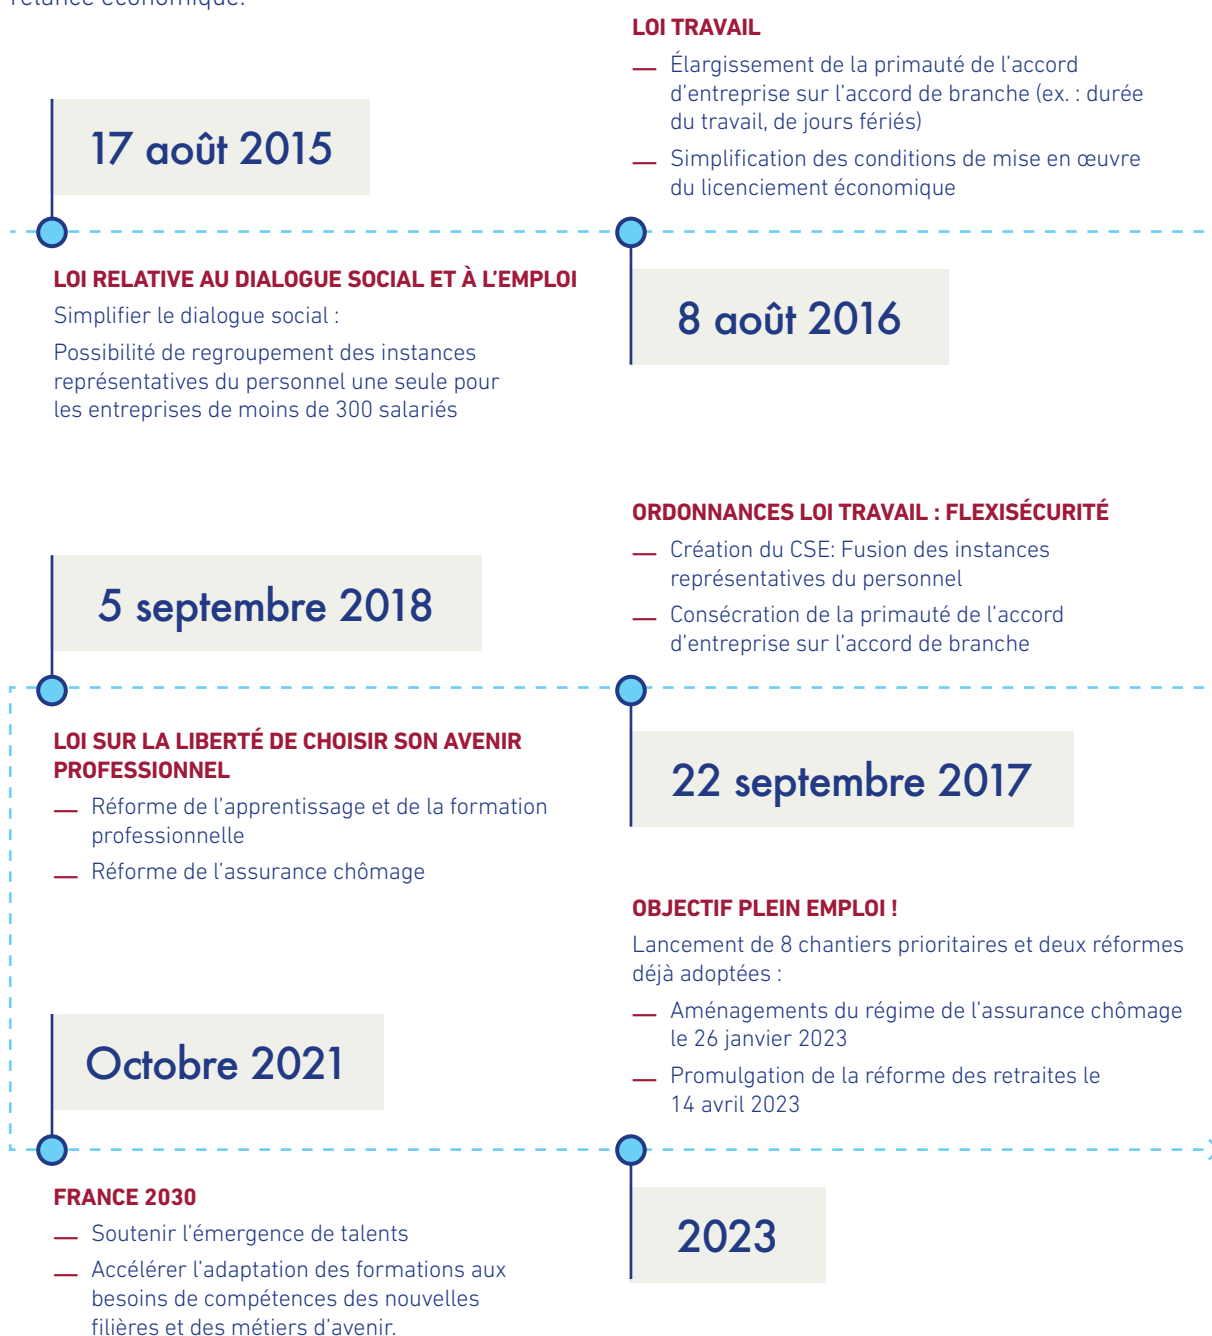 relance économique.
17 août 2015
LOI RELATIVE AU DIALOGUE SOCIAL ET À L'EMPLOI
Simplifier le dialogue social :
Possibilité de regroupement des instances
représentatives du personnel une seule pour
les entreprises de moins de 300 salariés
LOI TRAVAIL
— Élargissement de la primauté de l'accord
d'entreprise sur l'accord de branche (ex. : durée
du travail, de jours fériés)
— Simplification des conditions de mise en œuvre
du licenciement économique
8 août 2016
ORDONNANCES LOI TRAVAIL : FLEXISÉCURITÉ
— Création du CSE: Fusion des instances
représentatives du personnel
— Consécration de la primauté de l'accord
d'entreprise sur l'accord de branche
22 septembre 2017
5 septembre 2018
LOI SUR LA LIBERTÉ DE CHOISIR SON AVENIR
PROFESSIONNEL
— Réforme de l'apprentissage et de la formation
professionnelle
— Réforme de l'assurance chômage
Octobre 2021
FRANCE 2030
— Soutenir l'émergence de talents
— Accélérer l'adaptation des formations aux
besoins de compétences des nouvelles
filières et des métiers d'avenir.
OBJECTIF PLEIN EMPLOI !
Lancement de 8 chantiers prioritaires et deux réformes
déjà adoptées :
— Aménagements du régime de l'assurance chômage
le 26 janvier 2023
— Promulgation de la réforme des retraites le
14 avril 2023
2023